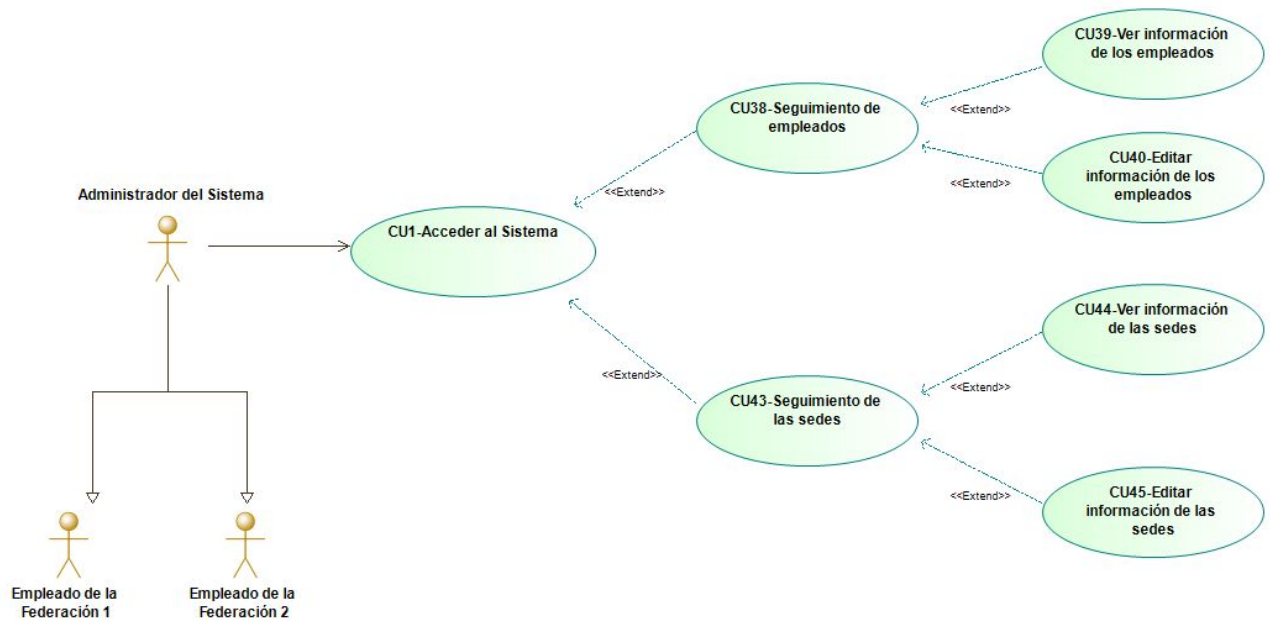 CU39-Ver información
de los empleados
CU38-Seguimiento de
empleados
<<Extend>>
CU40-Editar
información de los
empleados
<<Extend>>
<<Extend>>
Administrador del Sistema
CU1-Acceder al Sistema
CU44-Ver información
de las sedes
<<Extend>>
CU43-Seguimiento de
las sedes
<<Extend>>
CU45-Editar
información de las
sedes
<<Extend>>
Empleado de la
Federación 1
Empleado de la
Federación 2